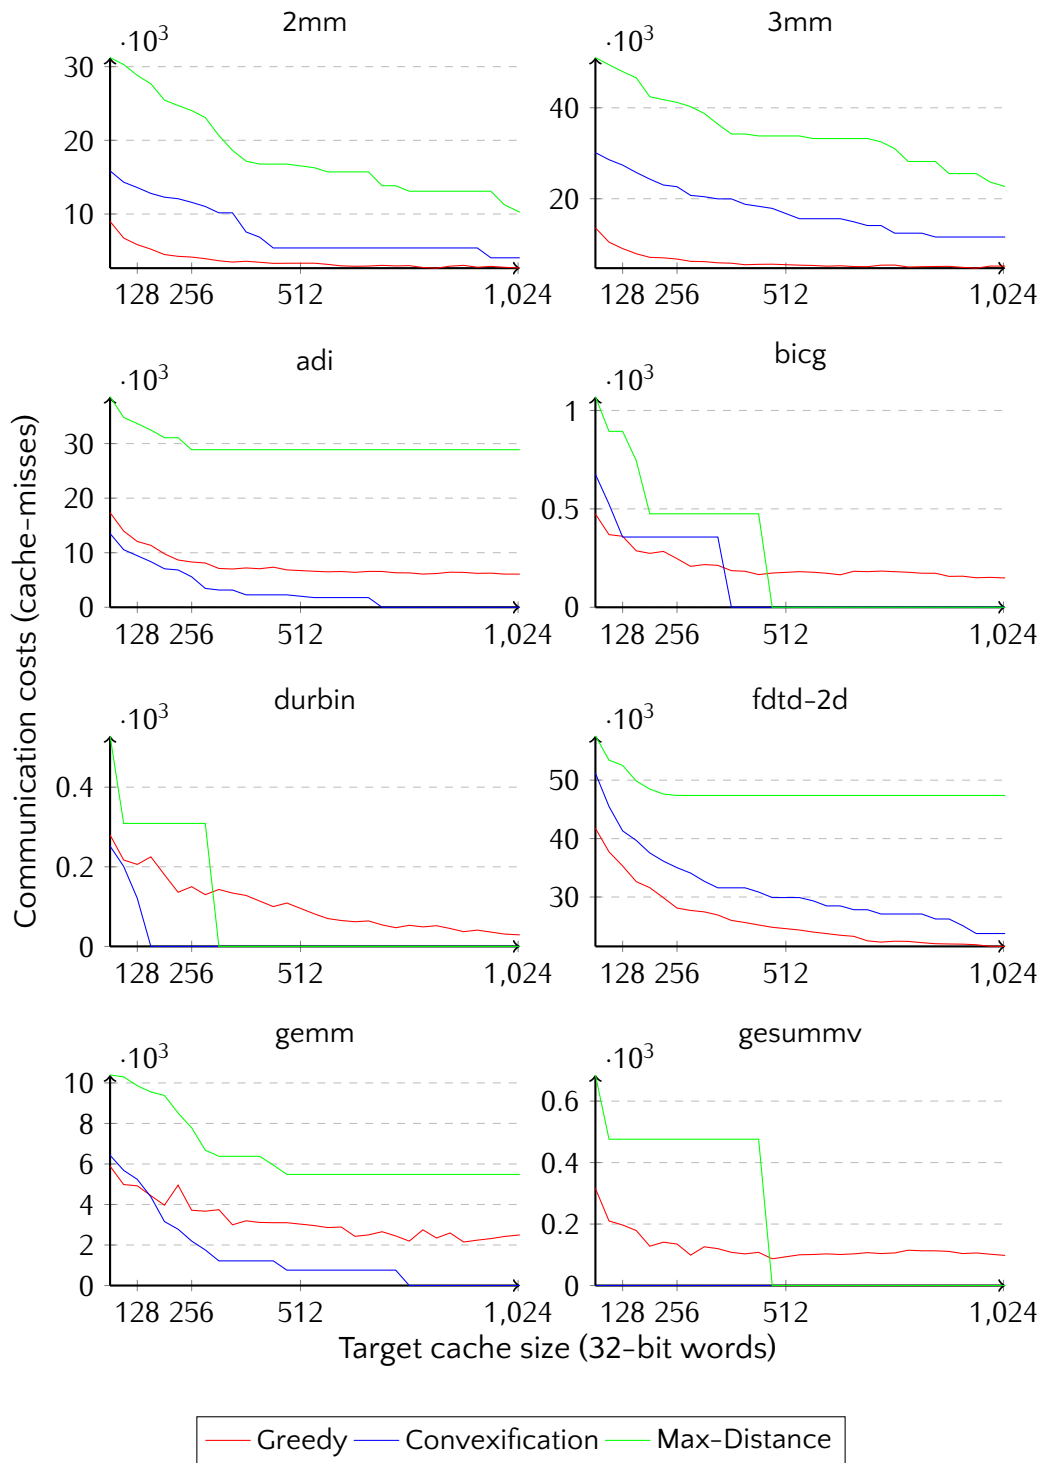 2mm
·10³
30
20
10
128 256 512 1,024
3mm
·10³
40
20
128 256 512 1,024
adi
·10³
30
20
10
0
128 256 512 1,024
bicg
·10³
1
0.5
0
128 256 512 1,024
Communication costs (cache-misses)
durbin
·10³
0.4
0.2
0
128 256 512 1,024
fdtd-2d
·10³
50
40
30
128 256 512 1,024
gemm
·10³
10
8
6
4
2
0
128 256 512 1,024
gesummv
·10³
0.6
0.4
0.2
0
128 256 512 1,024
Target cache size (32-bit words)
Greedy Convexification Max-Distance